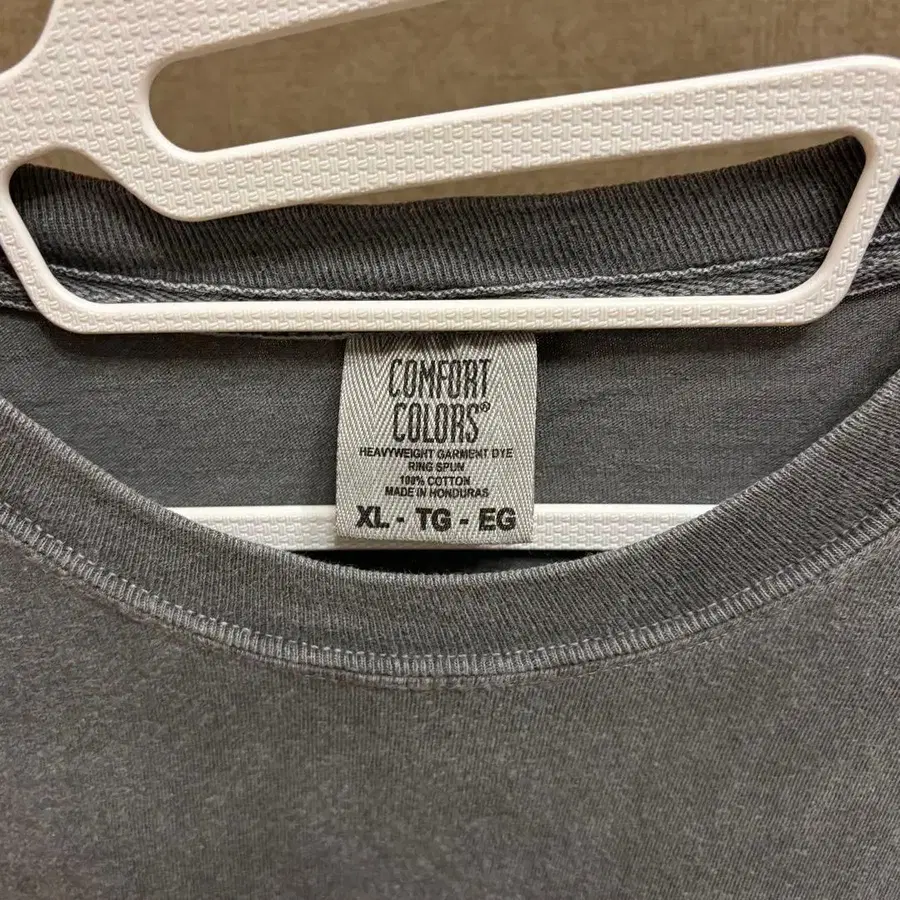 COMFORT
COLORS®
HEAVYWEIGHT GARMENT DYE
RING SPUN
100% COTTON
MADE IN HONDURAS
XL - TG - EG